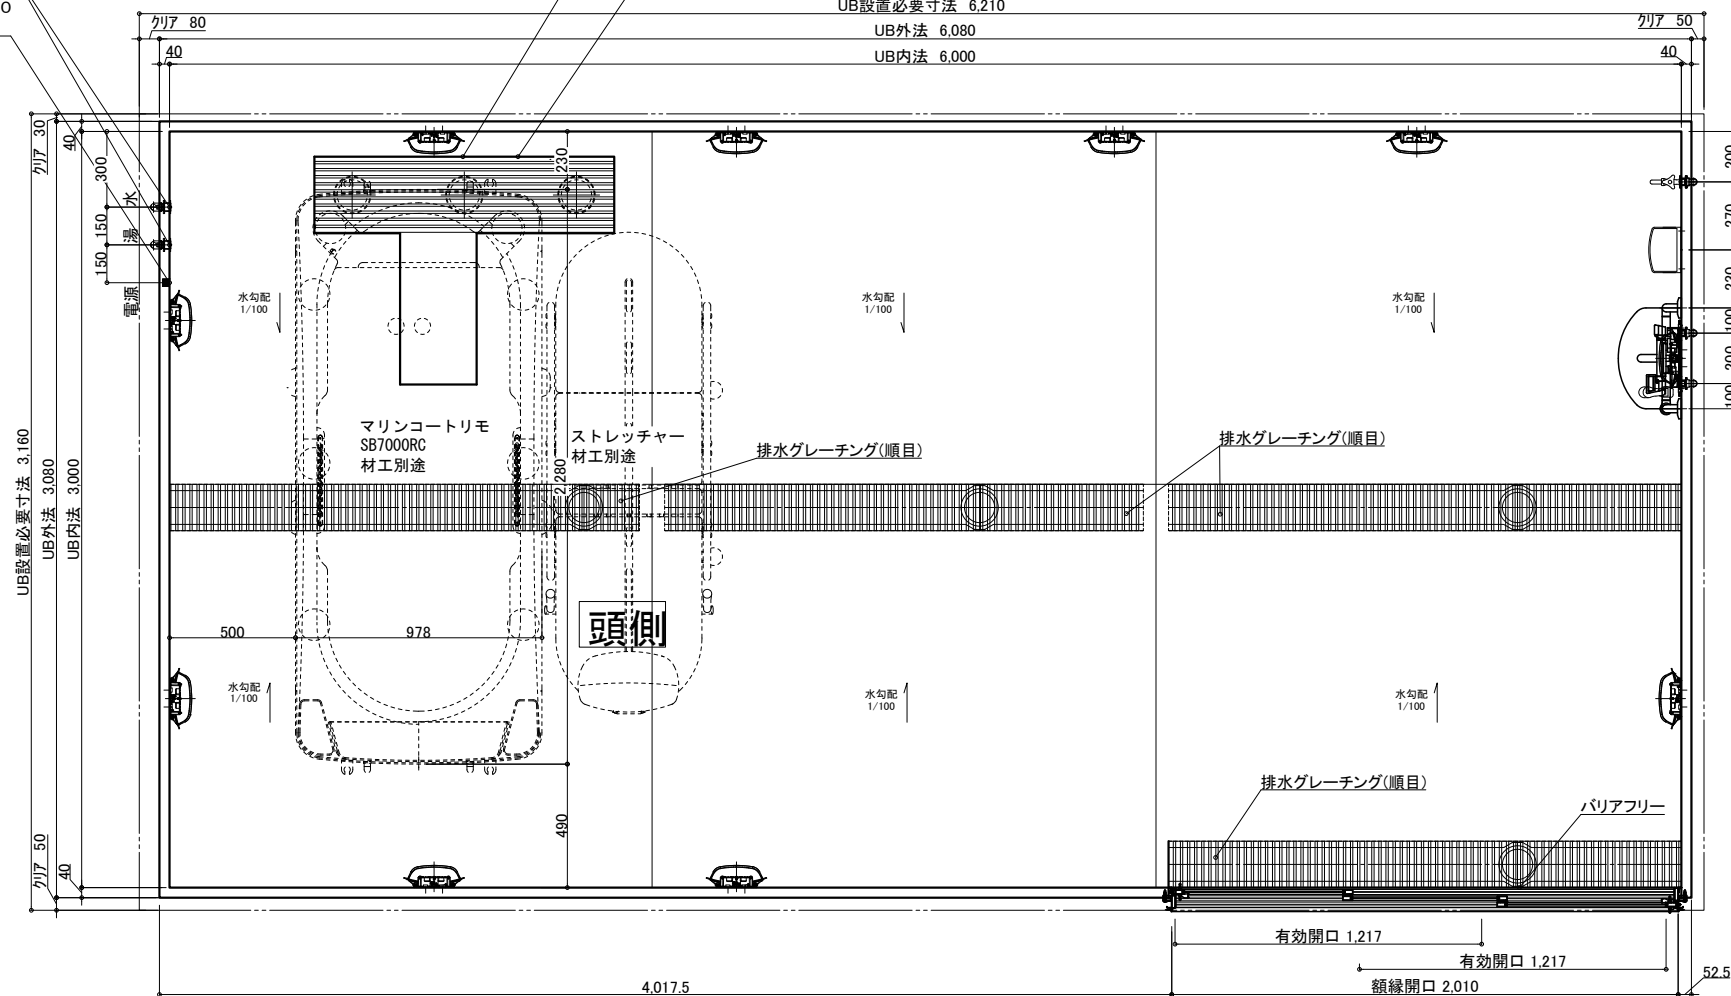 UB設置必要寸法 6,210
クリア 80
UB外法 6,080
クリア 50
40
UB内法 6,000
40
クリア 30
40
300
水
150
湯
150
電源
230
水勾配
1/100
水勾配
1/100
水勾配
1/100
370
230
100
100
マリンコートリモ
SB7000RC
材工別途
ストレッチャー
材工別途
排水グレーチング(順目)
排水グレーチング(順目)
2,280
UB設置必要寸法 3,160
UB外法 3,080
UB内法 3,000
500
978
頭側
水勾配
1/100
水勾配
1/100
水勾配
1/100
排水グレーチング(順目)
バリアフリー
490
クリア 50
40
有効開口 1,217
有効開口 1,217
4,017.5
額縁開口 2,010
52.5